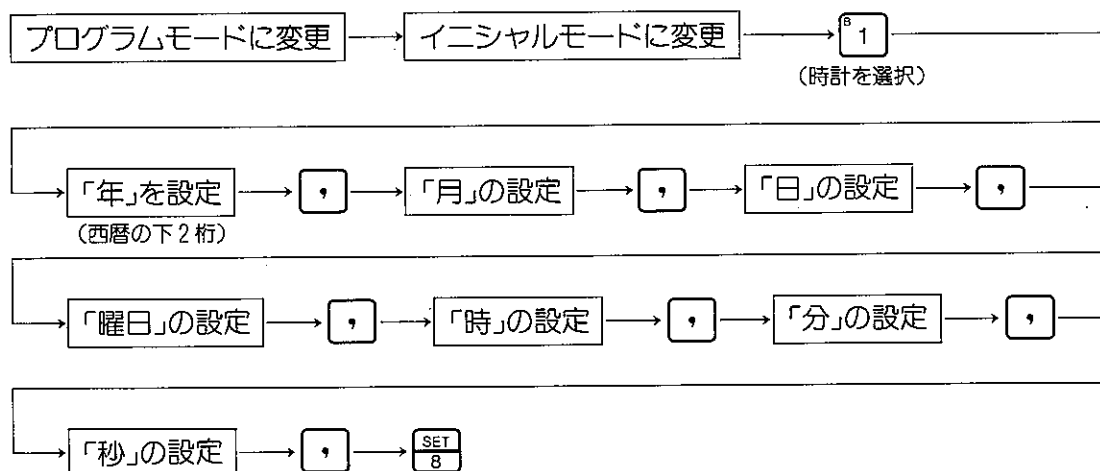 プログラムモードに変更 イニシャルモードに変更 B 1
(時計を選択)
「年」を設定 , 「月」の設定 , 「日」の設定 ,
(西暦の下2桁)
「曜日」の設定 , 「時」の設定 , 「分」の設定 ,
「秒」の設定 , SET
8